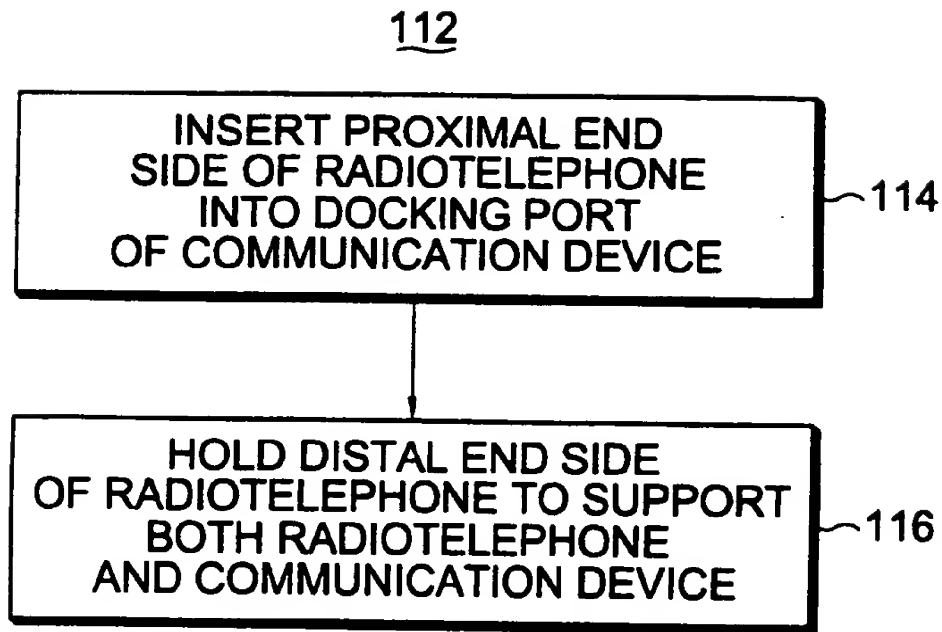 112
INSERT PROXIMAL END
SIDE OF RADIOTELEPHONE
INTO DOCKING PORT
OF COMMUNICATION DEVICE
114
HOLD DISTAL END SIDE
OF RADIOTELEPHONE TO SUPPORT
BOTH RADIOTELEPHONE
AND COMMUNICATION DEVICE
116